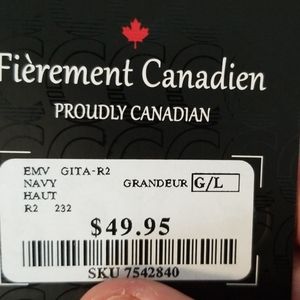 Fièrement Canadien
PROUDLY CANADIAN
EMV GITA-R2
NAVY GRANDEUR G/L
HAUT
R2 232
$49.95
SKU 7542840